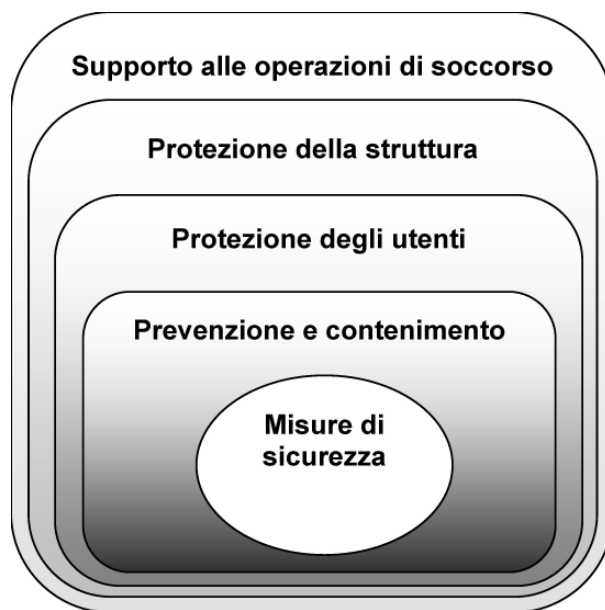 Supporto alle operazioni di soccorso
Protezione della struttura
Protezione degli utenti
Prevenzione e contenimento
Misure di
sicurezza